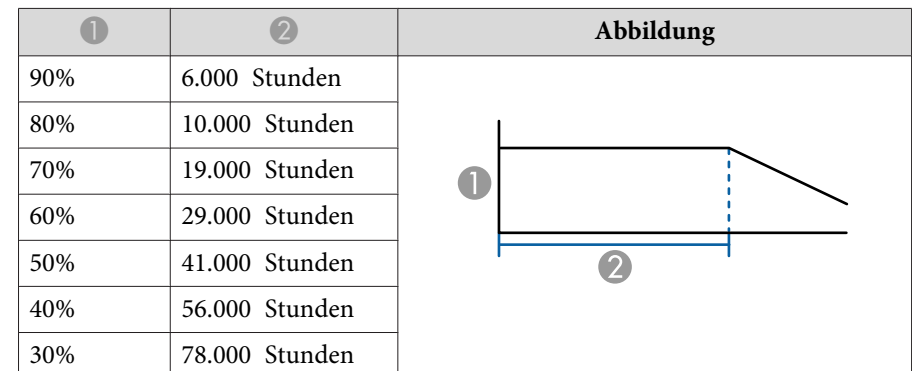 1 2 Abbildung
90% 6.000 Stunden
80% 10.000 Stunden
70% 19.000 Stunden
60% 29.000 Stunden
50% 41.000 Stunden
40% 56.000 Stunden
30% 78.000 Stunden
1
2